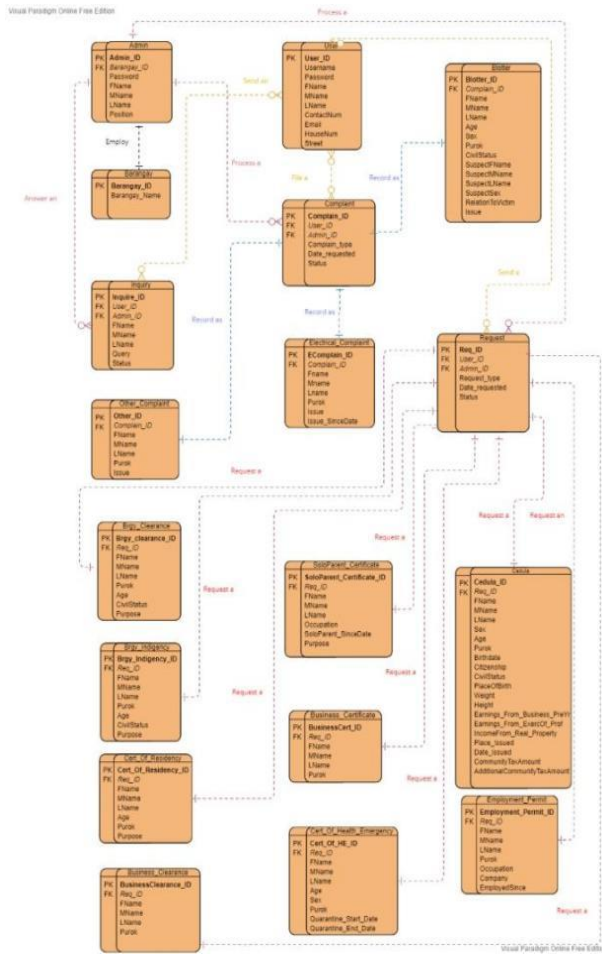 Visual Paradigm Online Free Edition
Process a
Admin
PK Admin_ID
FK Barangay_ID
Password
FName
MName
LName
Position
User
PK User_ID
Username
Password
FName
MName
LName
ContactNum
Email
HouseNum
Street
Blotter
PK Blotter_ID
FK Complain_ID
FName
MName
LName
Age
Sex
Purok
CivilStatus
SuspectFName
SuspectMName
SuspectLName
SuspectSex
RelationToVictim
Issue
Send an
Employ
Process a
File a
Record as
Barangay
PK Barangay_ID
Barangay_Name
Answer an
Complaint
PK Complain_ID
FK User_ID
FK Admin_ID
Complain_type
Date_requested
Status
Send a
Inquiry
PK Inquire_ID
FK User_ID
FK Admin_ID
FName
MName
LName
Query
Status
Record as
Record as
Electrical_Complaint
PK EComplain_ID
FK Complain_ID
Fname
Mname
Lname
Purok
Issue
Issue_SinceDate
Request
PK Req_ID
FK User_ID
FK Admin_ID
Request_type
Date_requested
Status
Other_Complaint
PK Other_ID
FK Complain_ID
FName
MName
LName
Purok
Issue
Request a
Request a
Request a
Request an
Brgy_Clearance
PK Brgy_clearance_ID
FK Req_ID
FName
MName
LName
Purok
Age
CivilStatus
Purpose
Request a
SoloParent_Certificate
PK SoloParent_Certificate_ID
FK Req_ID
FName
MName
LName
Occupation
SoloParent_SinceDate
Purpose
Cedula
PK Cedula_ID
FK Req_ID
FName
MName
LName
Sex
Age
Purok
Birthdate
Citizenship
CivilStatus
PlaceOfBirth
Weight
Height
Earnings_From_Business_Prev
Earnings_From_ExerOf_Prof
IncomeFrom_Real_Property
Place_Issued
Date_Issued
CommunityTaxAmount
AdditionalCommunityTaxAmount
Brgy_Indigency
PK Brgy_Indigency_ID
FK Req_ID
FName
MName
LName
Purok
Age
CivilStatus
Purpose
Request a
Request a
Business_Certificate
PK BusinessCert_ID
FK Req_ID
FName
MName
LName
Purok
Cert_Of_Residency
PK Cert_Of_Residency_ID
FK Req_ID
FName
MName
LName
Age
Purok
Purpose
Request a
Employment_Permit
PK Employment_Permit_ID
FK Req_ID
FName
MName
LName
Purok
Occupation
Company
EmployedSince
Cert_Of_Health_Emergency
PK Cert_Of_HE_ID
FK Req_ID
FName
MName
LName
Age
Sex
Purok
Quarantine_Start_Date
Quarantine_End_Date
Business_Clearance
PK BusinessClearance_ID
FK Req_ID
FName
MName
LName
Purok
Request a
Visual Paradigm Online Free Edition